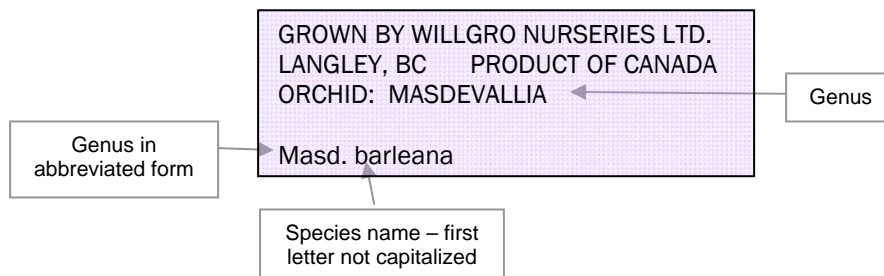 GROWN BY WILLGRO NURSERIES LTD.
LANGLEY, BC PRODUCT OF CANADA
ORCHID: MASDEVALLIA
Genus
Genus in
abbreviated form
Masd. barleana
Species name – first
letter not capitalized